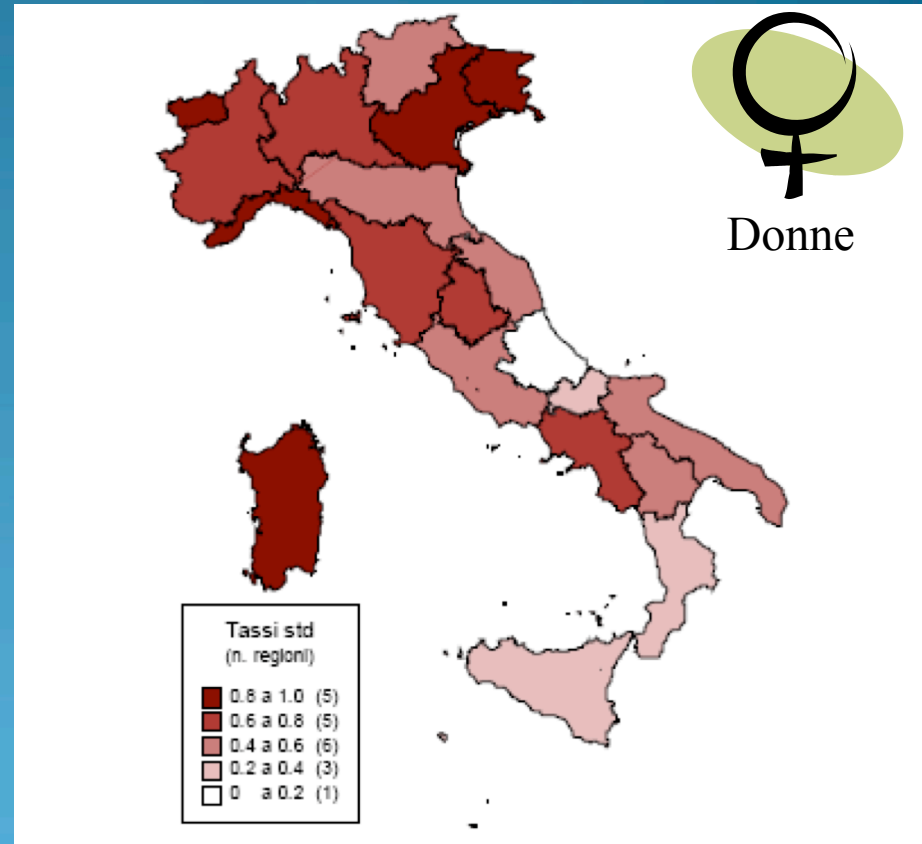 Donne
Tassi std
(n. regioni)
0.8 a 1.0 (5)
0.6 a 0.8 (5)
0.4 a 0.6 (6)
0.2 a 0.4 (3)
0 a 0.2 (1)